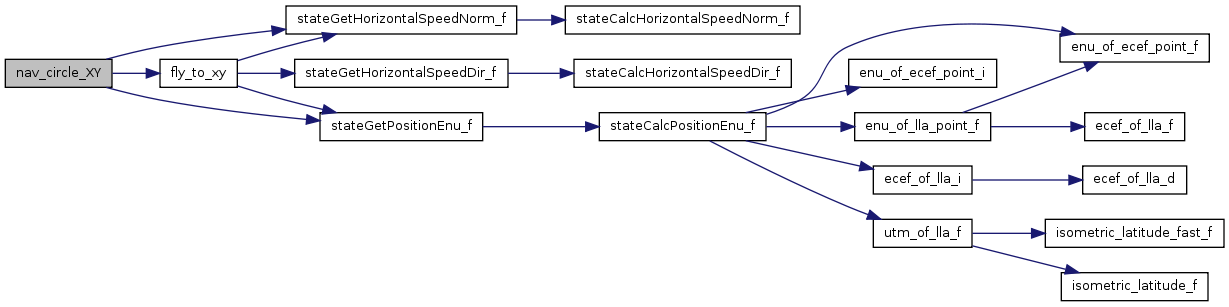 nav_circle_XY
fly_to_xy
stateGetHorizontalSpeedNorm_f
stateCalcHorizontalSpeedNorm_f
stateGetHorizontalSpeedDir_f
stateCalcHorizontalSpeedDir_f
stateGetPositionEnu_f
stateCalcPositionEnu_f
enu_of_ecef_point_f
enu_of_ecef_point_i
enu_of_lla_point_f
ecef_of_lla_f
ecef_of_lla_i
ecef_of_lla_d
utm_of_lla_f
isometric_latitude_fast_f
isometric_latitude_f